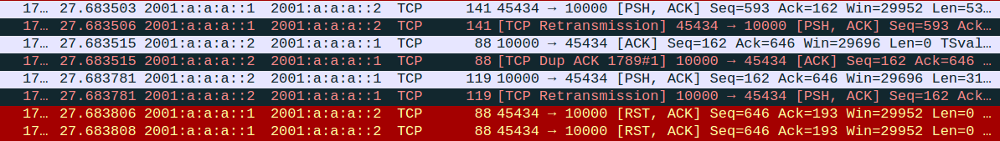 17… 27.683503 2001:a:a:a::1 2001:a:a:a::2 TCP 141 45434 → 10000 [PSH, ACK] Seq=593 Ack=162 Win=29952 Len=53…
17… 27.683506 2001:a:a:a::1 2001:a:a:a::2 TCP 141 [TCP Retransmission] 45434 → 10000 [PSH, ACK] Seq=593 Ack…
17… 27.683515 2001:a:a:a::2 2001:a:a:a::1 TCP 88 10000 → 45434 [ACK] Seq=162 Ack=646 Win=29696 Len=0 TSval…
17… 27.683515 2001:a:a:a::2 2001:a:a:a::1 TCP 88 [TCP Dup ACK 1789#1] 10000 → 45434 [ACK] Seq=162 Ack=646 …
17… 27.683781 2001:a:a:a::2 2001:a:a:a::1 TCP 119 10000 → 45434 [PSH, ACK] Seq=162 Ack=646 Win=29696 Len=31…
17… 27.683781 2001:a:a:a::2 2001:a:a:a::1 TCP 119 [TCP Retransmission] 10000 → 45434 [PSH, ACK] Seq=162 Ack…
17… 27.683806 2001:a:a:a::1 2001:a:a:a::2 TCP 88 45434 → 10000 [RST, ACK] Seq=646 Ack=193 Win=29952 Len=0 …
17… 27.683808 2001:a:a:a::1 2001:a:a:a::2 TCP 88 45434 → 10000 [RST, ACK] Seq=646 Ack=193 Win=29952 Len=0 …